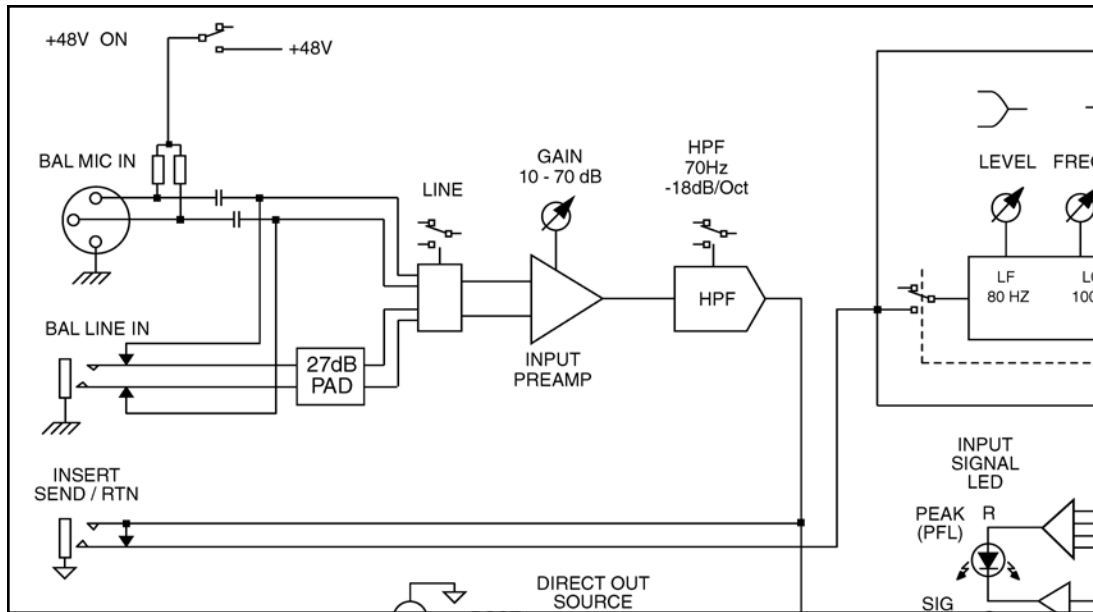 +48V ON
+48V
BAL MIC IN
LINE
GAIN
10 - 70 dB
HPF
70Hz
-18dB/Oct
HPF
INPUT
PREAMP
BAL LINE IN
27dB
PAD
INSERT
SEND / RTN
DIRECT OUT
SOURCE
LEVEL
LF
80 HZ
INPUT
SIGNAL
LED
PEAK R
(PFL)
SIG